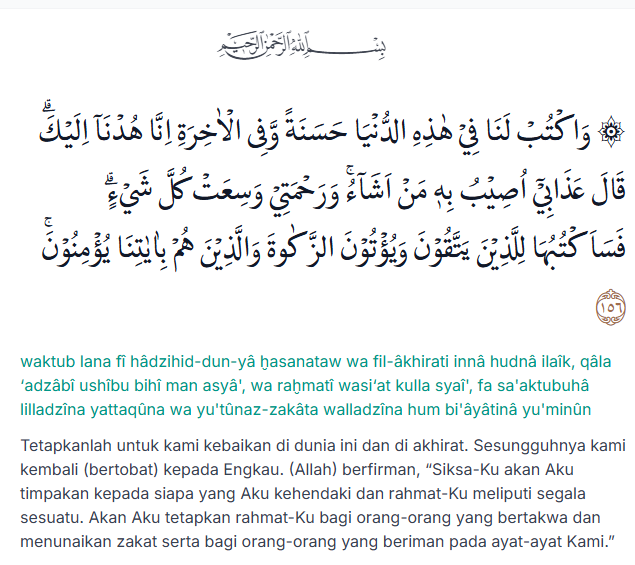 بِسْمِ اللّٰهِ الرَّحْمٰنِ الرَّحِيْمِ
۞ وَاكْتُبْ لَنَا فِيْ هٰذِهِ الدُّنْيَا حَسَنَةً وَّفِى الْاٰخِرَةِ اِنَّا هُدْنَآ اِلَيْكَۗ
قَالَ عَذَابِيْٓ اُصِيْبُ بِهٖ مَنْ اَشَاۤءُۚ وَرَحْمَتِيْ وَسِعَتْ كُلَّ شَيْءٍۗ
فَسَاَكْتُبُهَا لِلَّذِيْنَ يَتَّقُوْنَ وَيُؤْتُوْنَ الزَّكٰوةَ وَالَّذِيْنَ هُمْ بِاٰيٰتِنَا يُؤْمِنُوْنَۚ
١٥٦
waktub lana fî hâdzihid-dun-yâ ḫasanataw wa fil-âkhirati innâ hudnâ ilaîk, qâla
‘adzâbî ushîbu bihî man asyâ', wa raḫmatî wasi‘at kulla syaî', fa sa'aktubuhâ
lilladzîna yattaqûna wa yu'tûnaz-zakâta walladzîna hum bi'âyâtinâ yu'minûn
Tetapkanlah untuk kami kebaikan di dunia ini dan di akhirat. Sesungguhnya kami
kembali (bertobat) kepada Engkau. (Allah) berfirman, “Siksa-Ku akan Aku
timpakan kepada siapa yang Aku kehendaki dan rahmat-Ku meliputi segala
sesuatu. Akan Aku tetapkan rahmat-Ku bagi orang-orang yang bertakwa dan
menunaikan zakat serta bagi orang-orang yang beriman pada ayat-ayat Kami.”